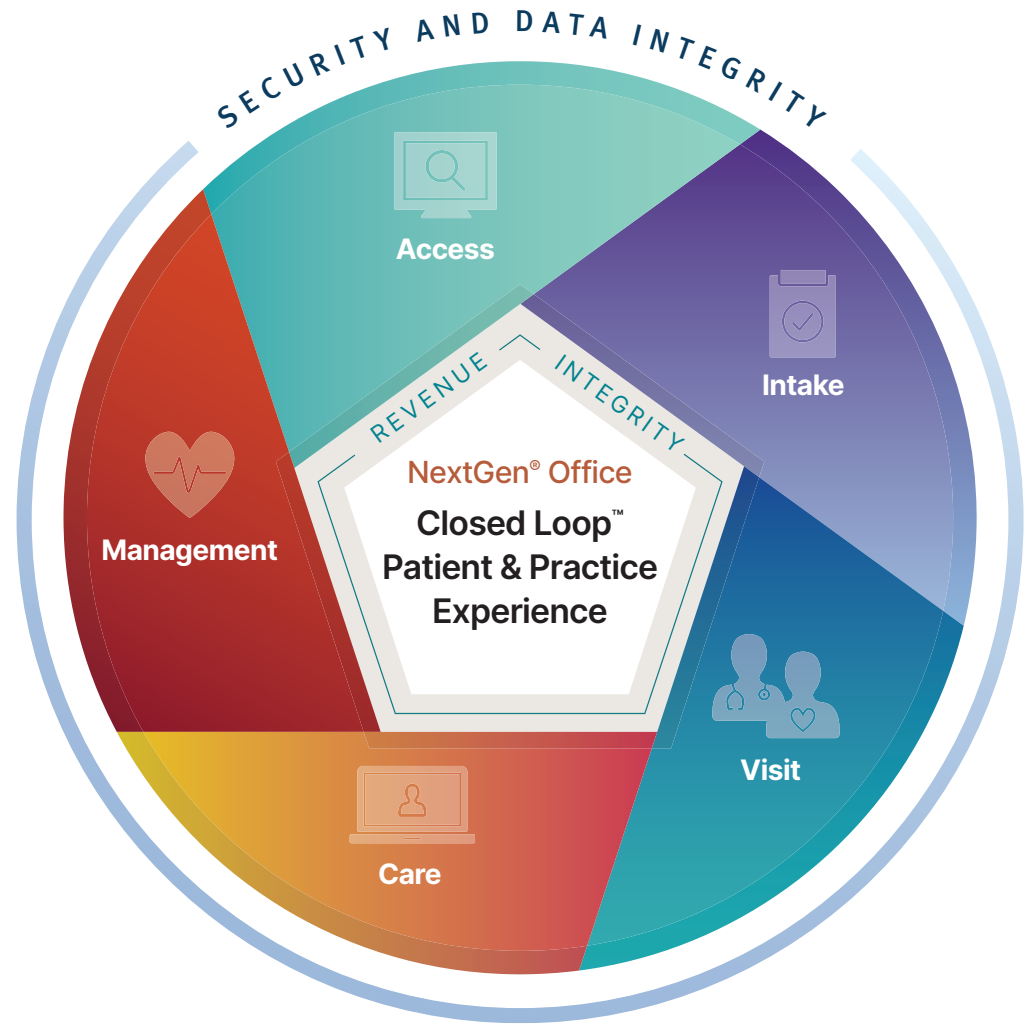 SECURITY AND DATA INTEGRITY
Access
Intake
REVENUE INTEGRITY
NextGen® Office
Closed Loop™
Patient & Practice
Experience
Management
Visit
Care